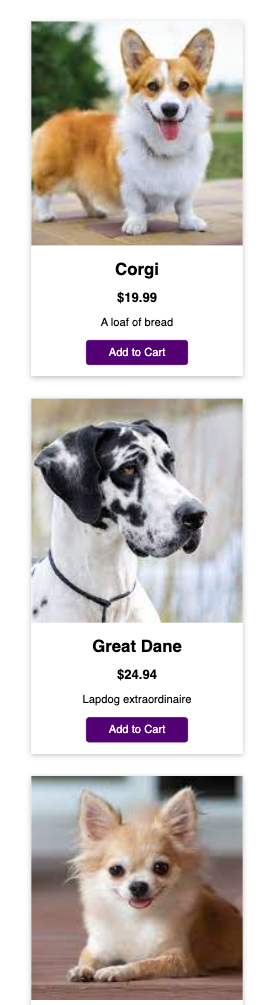 Corgi
$19.99
A loaf of bread
Add to Cart
Great Dane
$24.94
Lapdog extraordinaire
Add to Cart